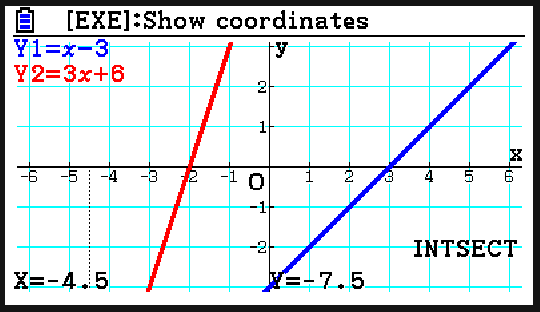 [EXE]:Show coordinates
Y1=x-3
Y2=3x+6
y
2
1
x
-6 -5 -4 -3 -2 -1 O 1 2 3 4 5 6
-1
-2
INTSECT
X=-4.5 Y=-7.5